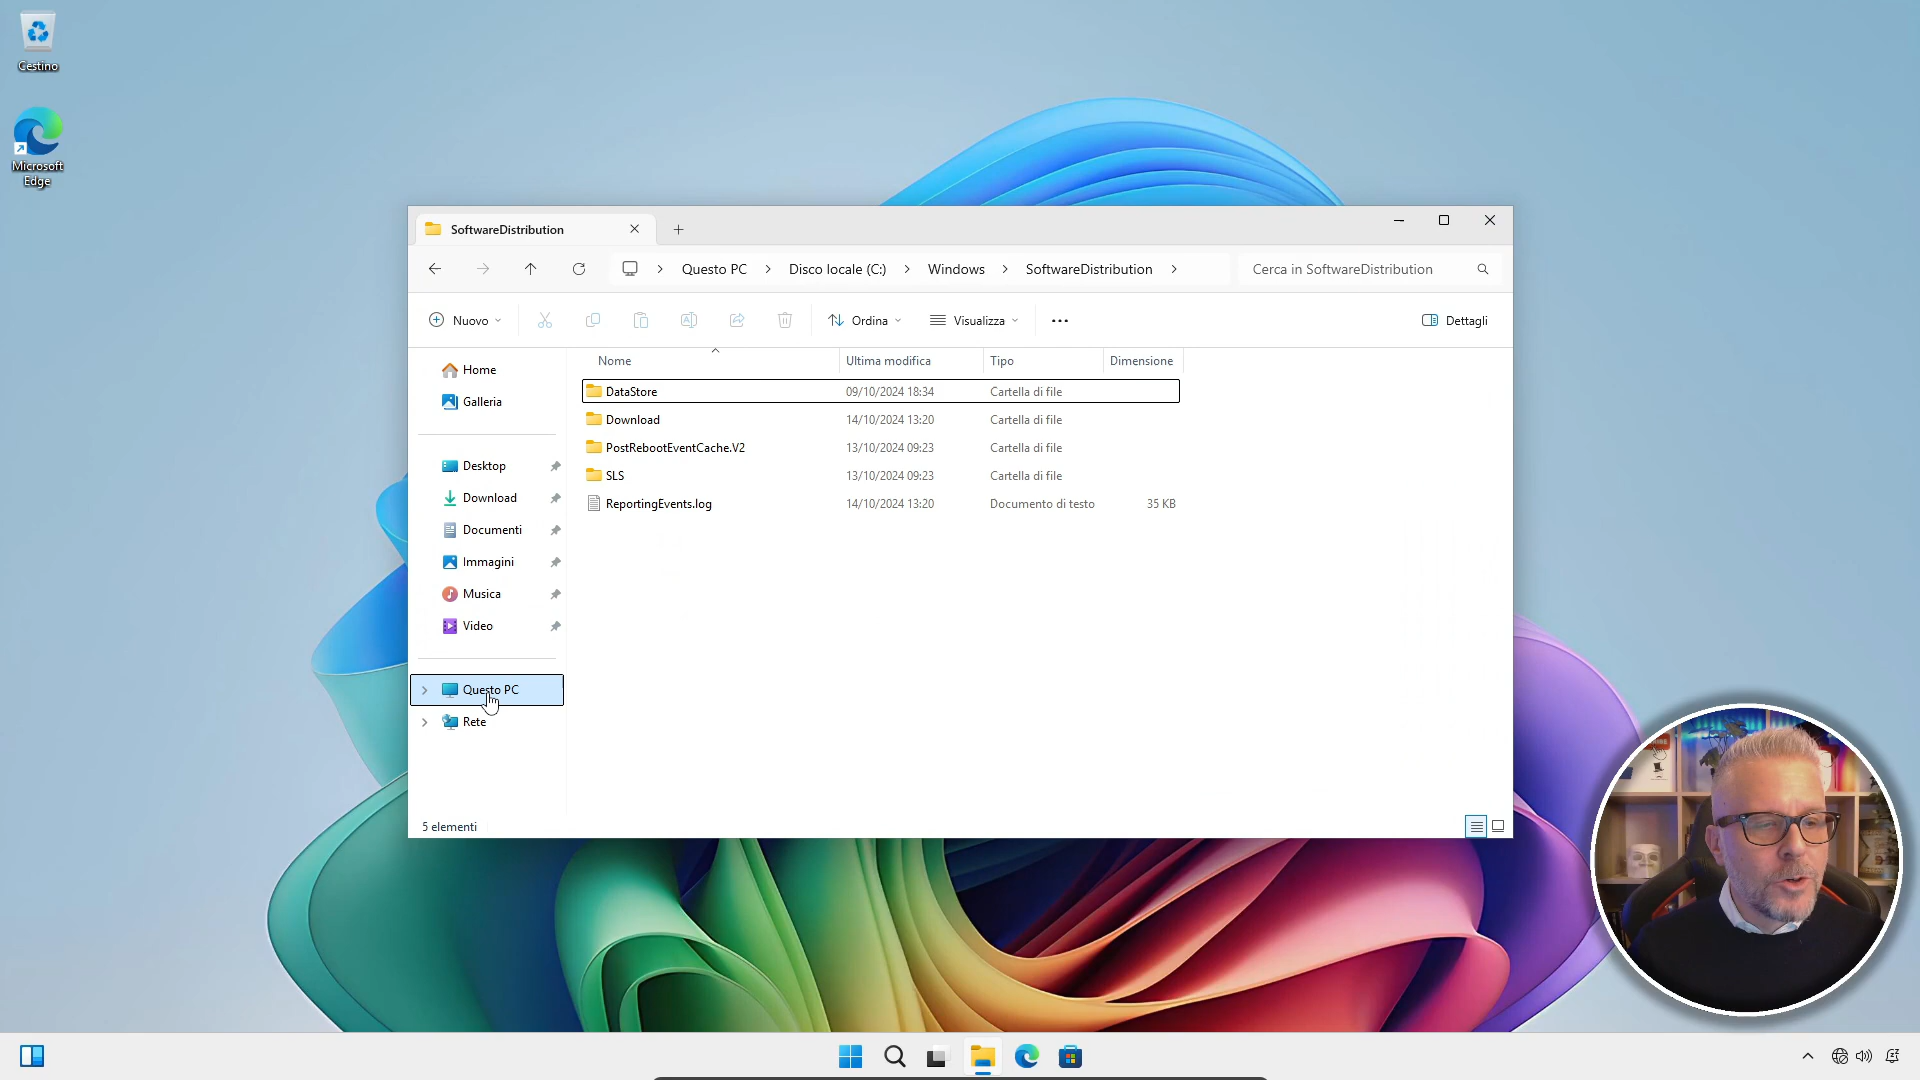 Cestino
Microsoft
Edge
SoftwareDistribution
Questo PC
Disco locale (C:)
Windows
SoftwareDistribution
Cerca in SoftwareDistribution
Nuovo
Ordina
Visualizza
Dettagli
Nome
Ultima modifica
Tipo
Dimensione
Home
Galleria
Desktop
Download
Documenti
Immagini
Musica
Video
Questo PC
Rete
DataStore 09/10/2024 18:34 Cartella di file
Download 14/10/2024 13:20 Cartella di file
PostRebootEventCache.V2 13/10/2024 09:23 Cartella di file
SLS 13/10/2024 09:23 Cartella di file
ReportingEvents.log 14/10/2024 13:20 Documento di testo 35 KB
5 elementi